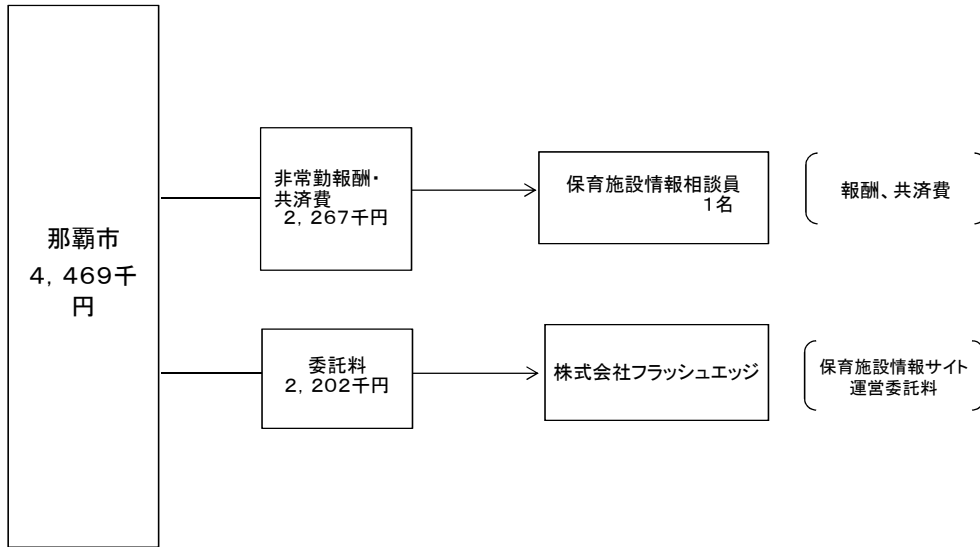 那覇市
4，469千
円
非常勤報酬・
共済費
2，267千円
保育施設情報相談員
1名
報酬、共済費
委託料
2，202千円
株式会社フラッシュエッジ
保育施設情報サイト
運営委託料